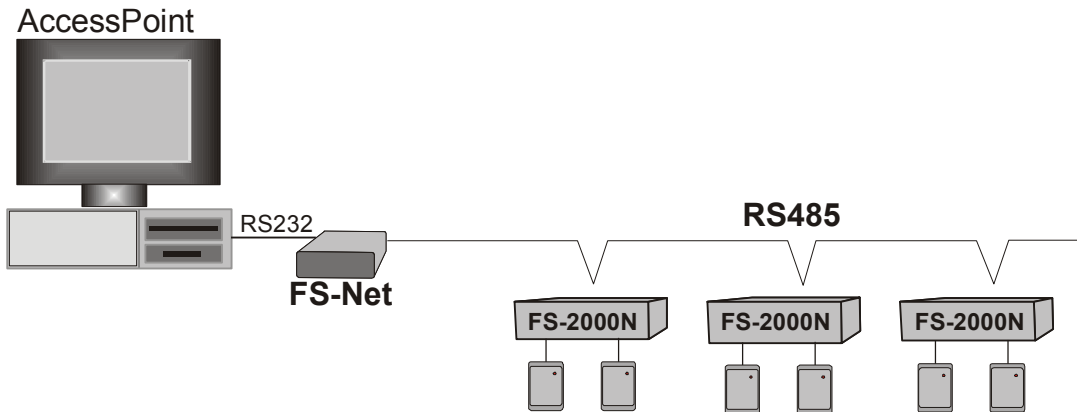 AccessPoint
RS232
FS-Net
RS485
FS-2000N
FS-2000N
FS-2000N